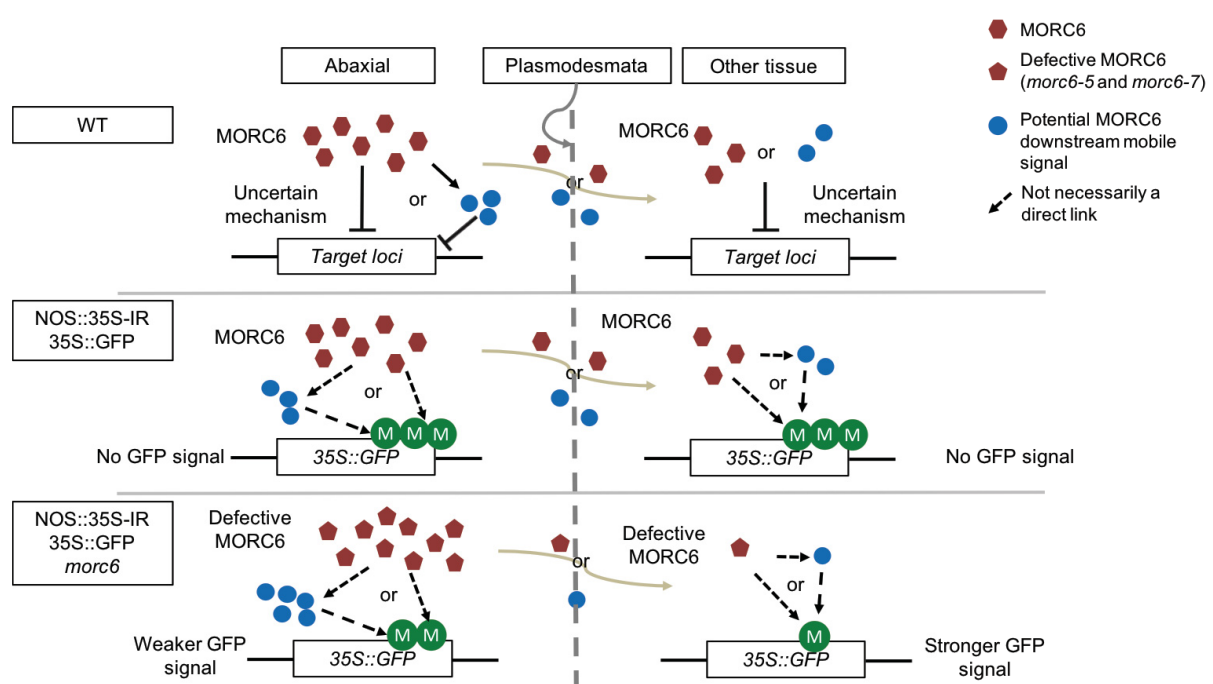 Abaxial
Plasmodesmata
Other tissue
MORC6
Defective MORC6
(morc6-5 and morc6-7)
Potential MORC6
downstream mobile
signal
Not necessarily a
direct link
WT
MORC6
Uncertain
mechanism
or
Target loci
or
MORC6
or
Uncertain
mechanism
Target loci
NOS::35S-IR
35S::GFP
MORC6
or
M M M
35S::GFP
No GFP signal
or
MORC6
or
M M M
35S::GFP
No GFP signal
NOS::35S-IR
35S::GFP
morc6
Defective
MORC6
or
M M
35S::GFP
Weaker GFP
signal
or
Defective
MORC6
or
M
35S::GFP
Stronger GFP
signal